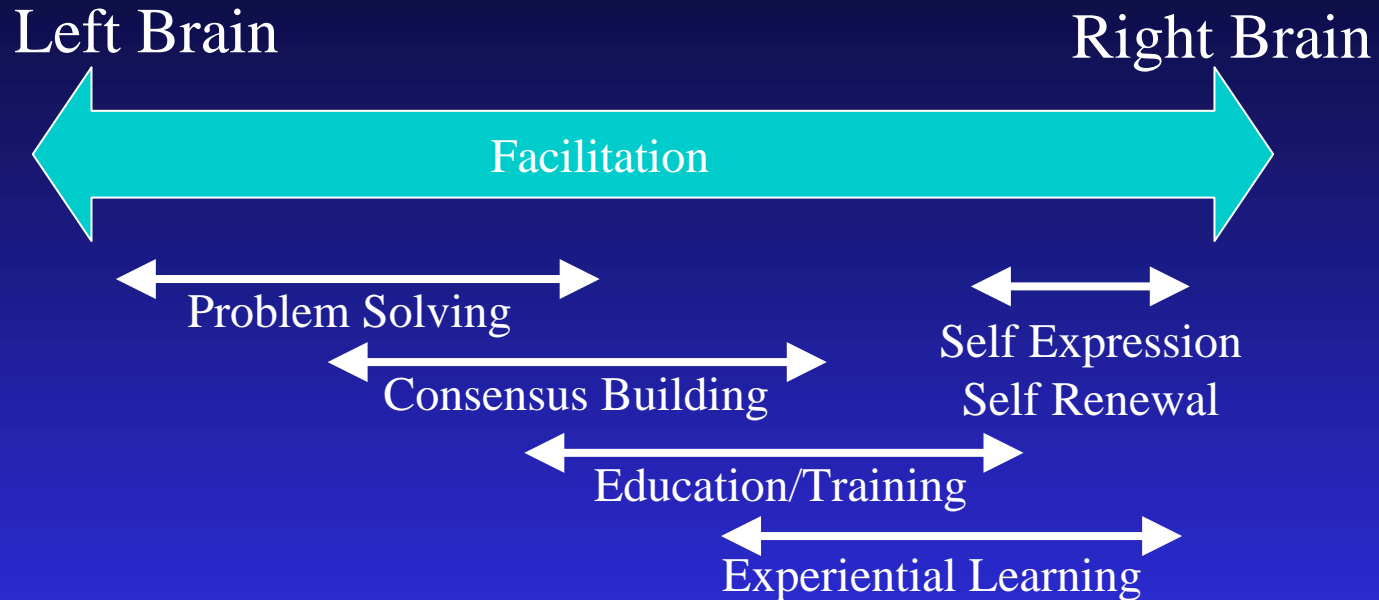 Left Brain
Right Brain
Facilitation
Problem Solving
Consensus Building
Self Expression
Self Renewal
Education/Training
Experiential Learning